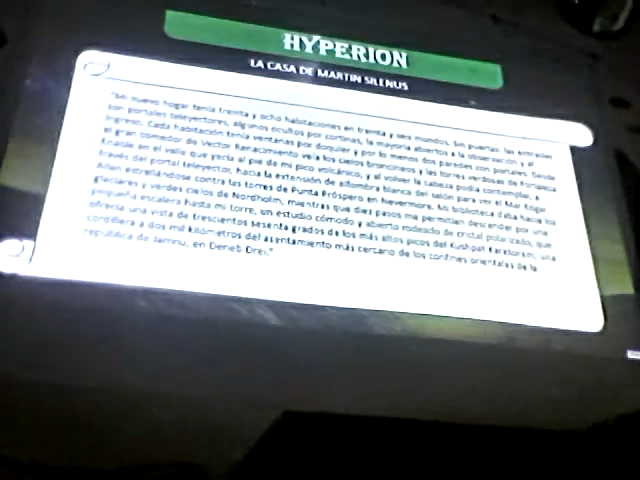 HYPERION
LA CASA DE MARTIN SILENUS
"Mi nuevo hogar tenía treinta y ocho habitaciones en treinta y seis mundos. Sin puertas: las entradas
son portales teleyectores, algunos ocultos por cortinas, la mayoría abiertos a la observación y al
ingreso. Cada habitación tenía ventanas por doquier y por lo menos dos paredes con portales. Desde
el gran comedor de Vector Renacimiento veía los cielos broncíneos y las torres verdosas de Fortaleza
Enable en el valle que yacía al pie de mi pico volcánico, y al volver la cabeza podía contemplar, a
través del portal teleyector, hacia la extensión de alfombra blanca del salón para ver el Mar Edgar
Allan estrellándose contra las torres de Punta Próspero en Nevermore. Mi biblioteca daba hacia los
glaciares y verdes cielos de Nordholm, mientras que diez pasos me permitían descender por una
pequeña escalera hasta mi torre, un estudio cómodo y abierto rodeado de cristal polarizado, que
ofrecía una vista de trescientos sesenta grados de los más altos picos del Kushpat Karakoram, una
cordillera a dos mil kilómetros del asentamiento más cercano de los confines orientales de la
república de Jamnu, en Deneb Drei."